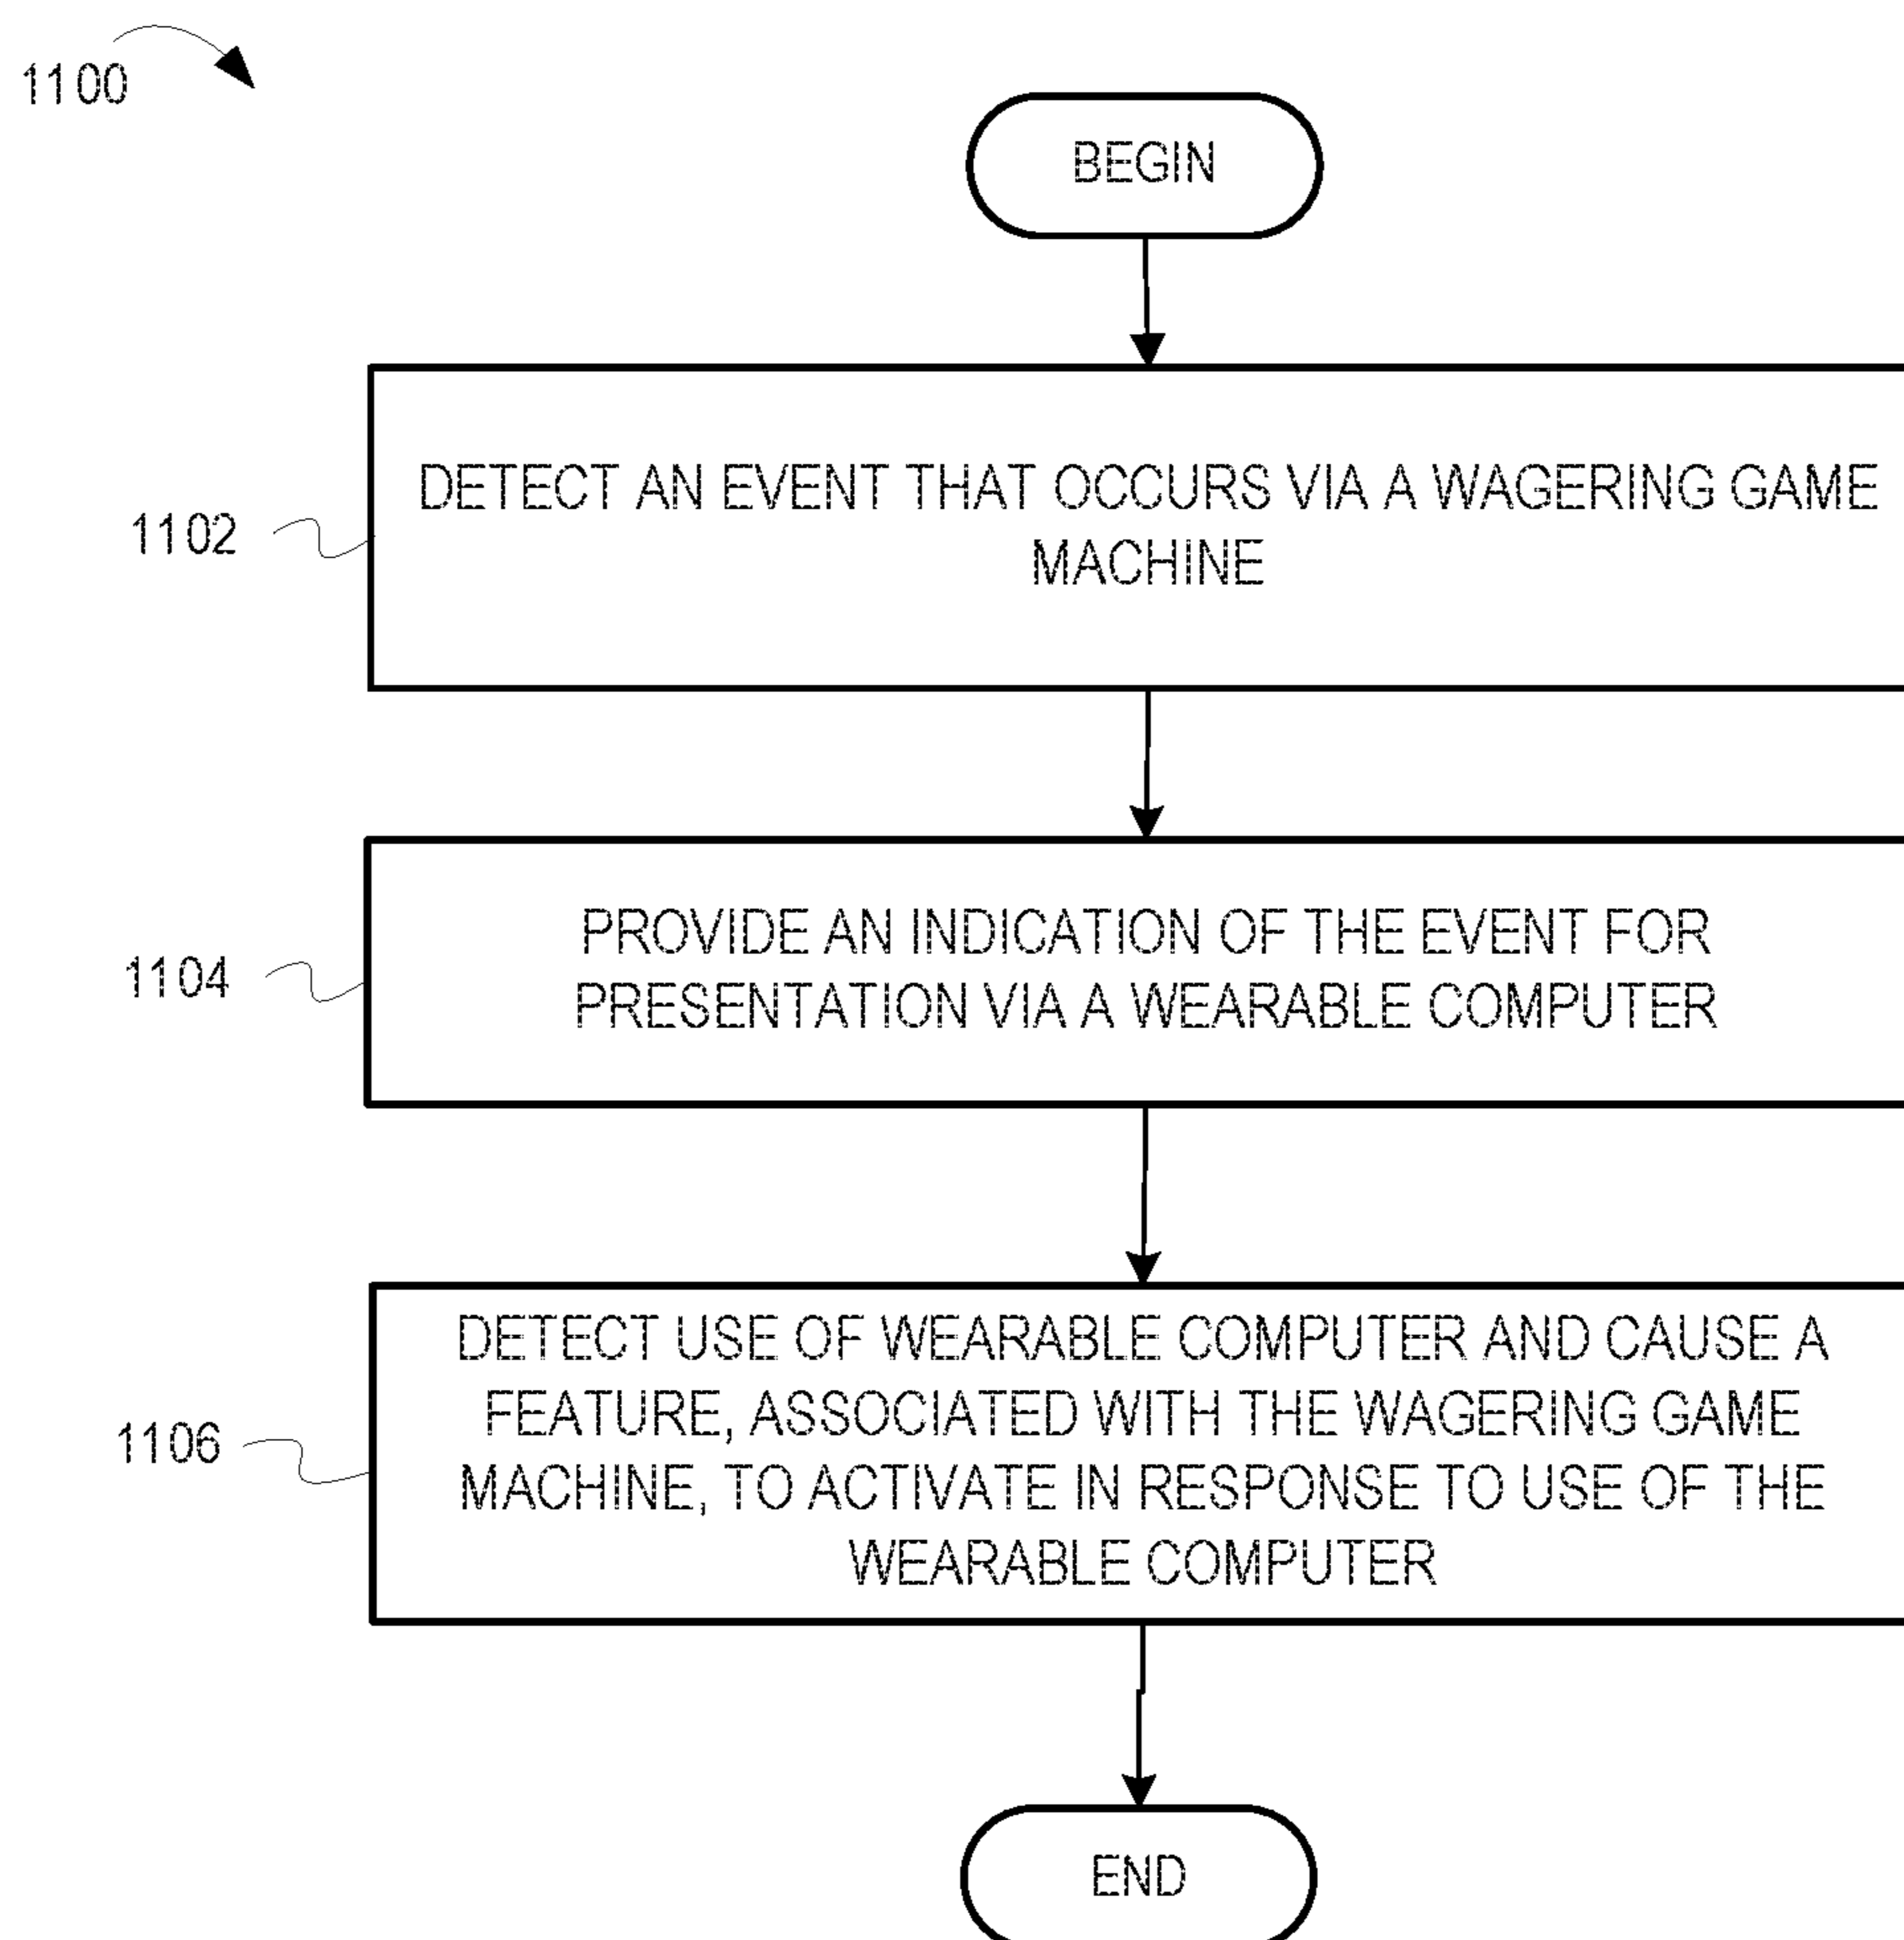 1100
BEGIN
DETECT AN EVENT THAT OCCURS VIA A WAGERING GAME
MACHINE
1102
PROVIDE AN INDICATION OF THE EVENT FOR
PRESENTATION VIA A WEARABLE COMPUTER
1104
DETECT USE OF WEARABLE COMPUTER AND CAUSE A
FEATURE, ASSOCIATED WITH THE WAGERING GAME
MACHINE, TO ACTIVATE IN RESPONSE TO USE OF THE
WEARABLE COMPUTER
1106
END